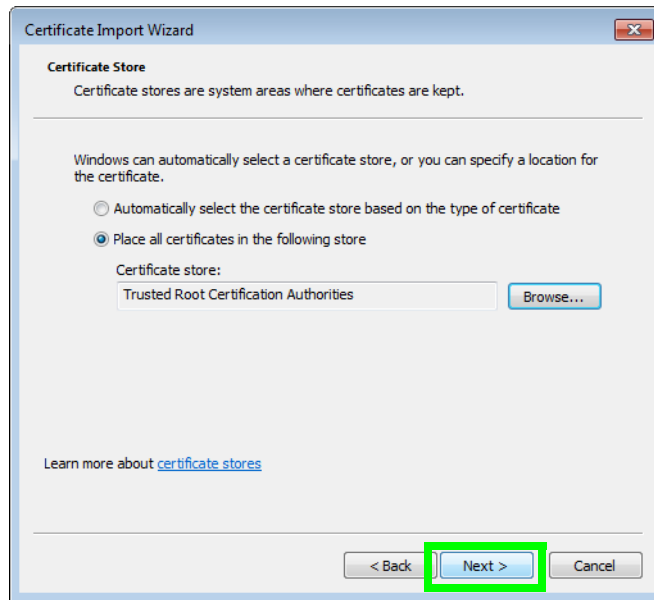 Certificate Import Wizard
Certificate Store
Certificate stores are system areas where certificates are kept.
Windows can automatically select a certificate store, or you can specify a location for
the certificate.
Automatically select the certificate store based on the type of certificate
Place all certificates in the following store
Certificate store:
Trusted Root Certification Authorities
Browse...
Learn more about certificate stores
< Back
Next >
Cancel